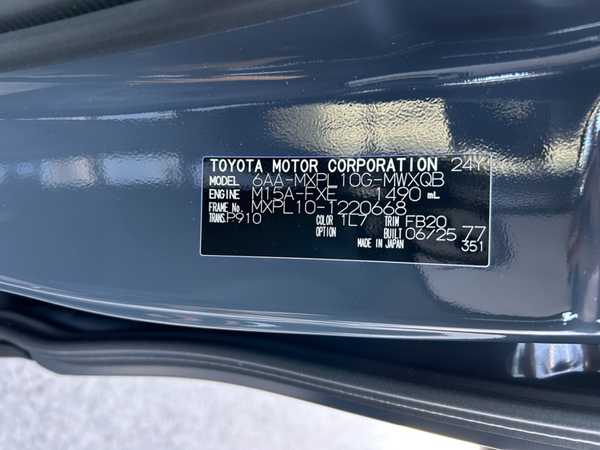 TOYOTA MOTOR CORPORATION 24Y
MODEL 6AA-MXPL10G-MWXQB
ENGINE M15A-FXE 1490 mL
FRAME No. MXPL10-1220668
TRANS. P910 COLOR 1L7 TRIM FB20
OPTION BUILT 06/25 77
MADE IN JAPAN 351